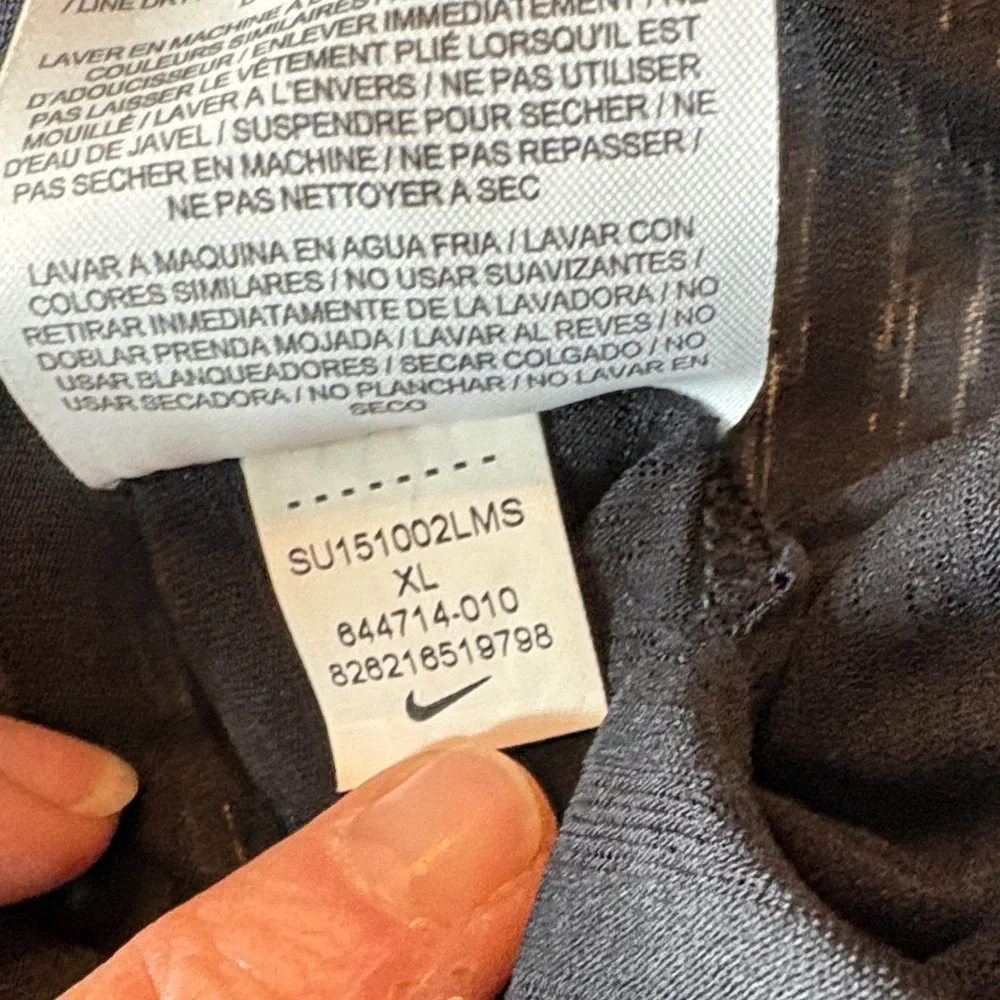 / LINE DRY
LAVER EN MACHINE À
COULEURS SIMILAIRES
D'ADOUCISSEUR / ENLEVER IMMÉDIATEMENT / NE
PAS LAISSER LE VÊTEMENT PLIÉ LORSQU'IL EST
MOUILLÉ / LAVER A L'ENVERS / NE PAS UTILISER
D'EAU DE JAVEL / SUSPENDRE POUR SECHER / NE
PAS SECHER EN MACHINE / NE PAS REPASSER /
NE PAS NETTOYER A SEC
LAVAR A MAQUINA EN AGUA FRIA / LAVAR CON
COLORES SIMILARES / NO USAR SUAVIZANTES /
RETIRAR INMEDIATAMENTE DE LA LAVADORA / NO
DOBLAR PRENDA MOJADA / LAVAR AL REVES / NO
USAR BLANQUEADORES / SECAR COLGADO / NO
USAR SECADORA / NO PLANCHAR / NO LAVAR EN
SECO
SU151002LMS
XL
844714-010
826216519798